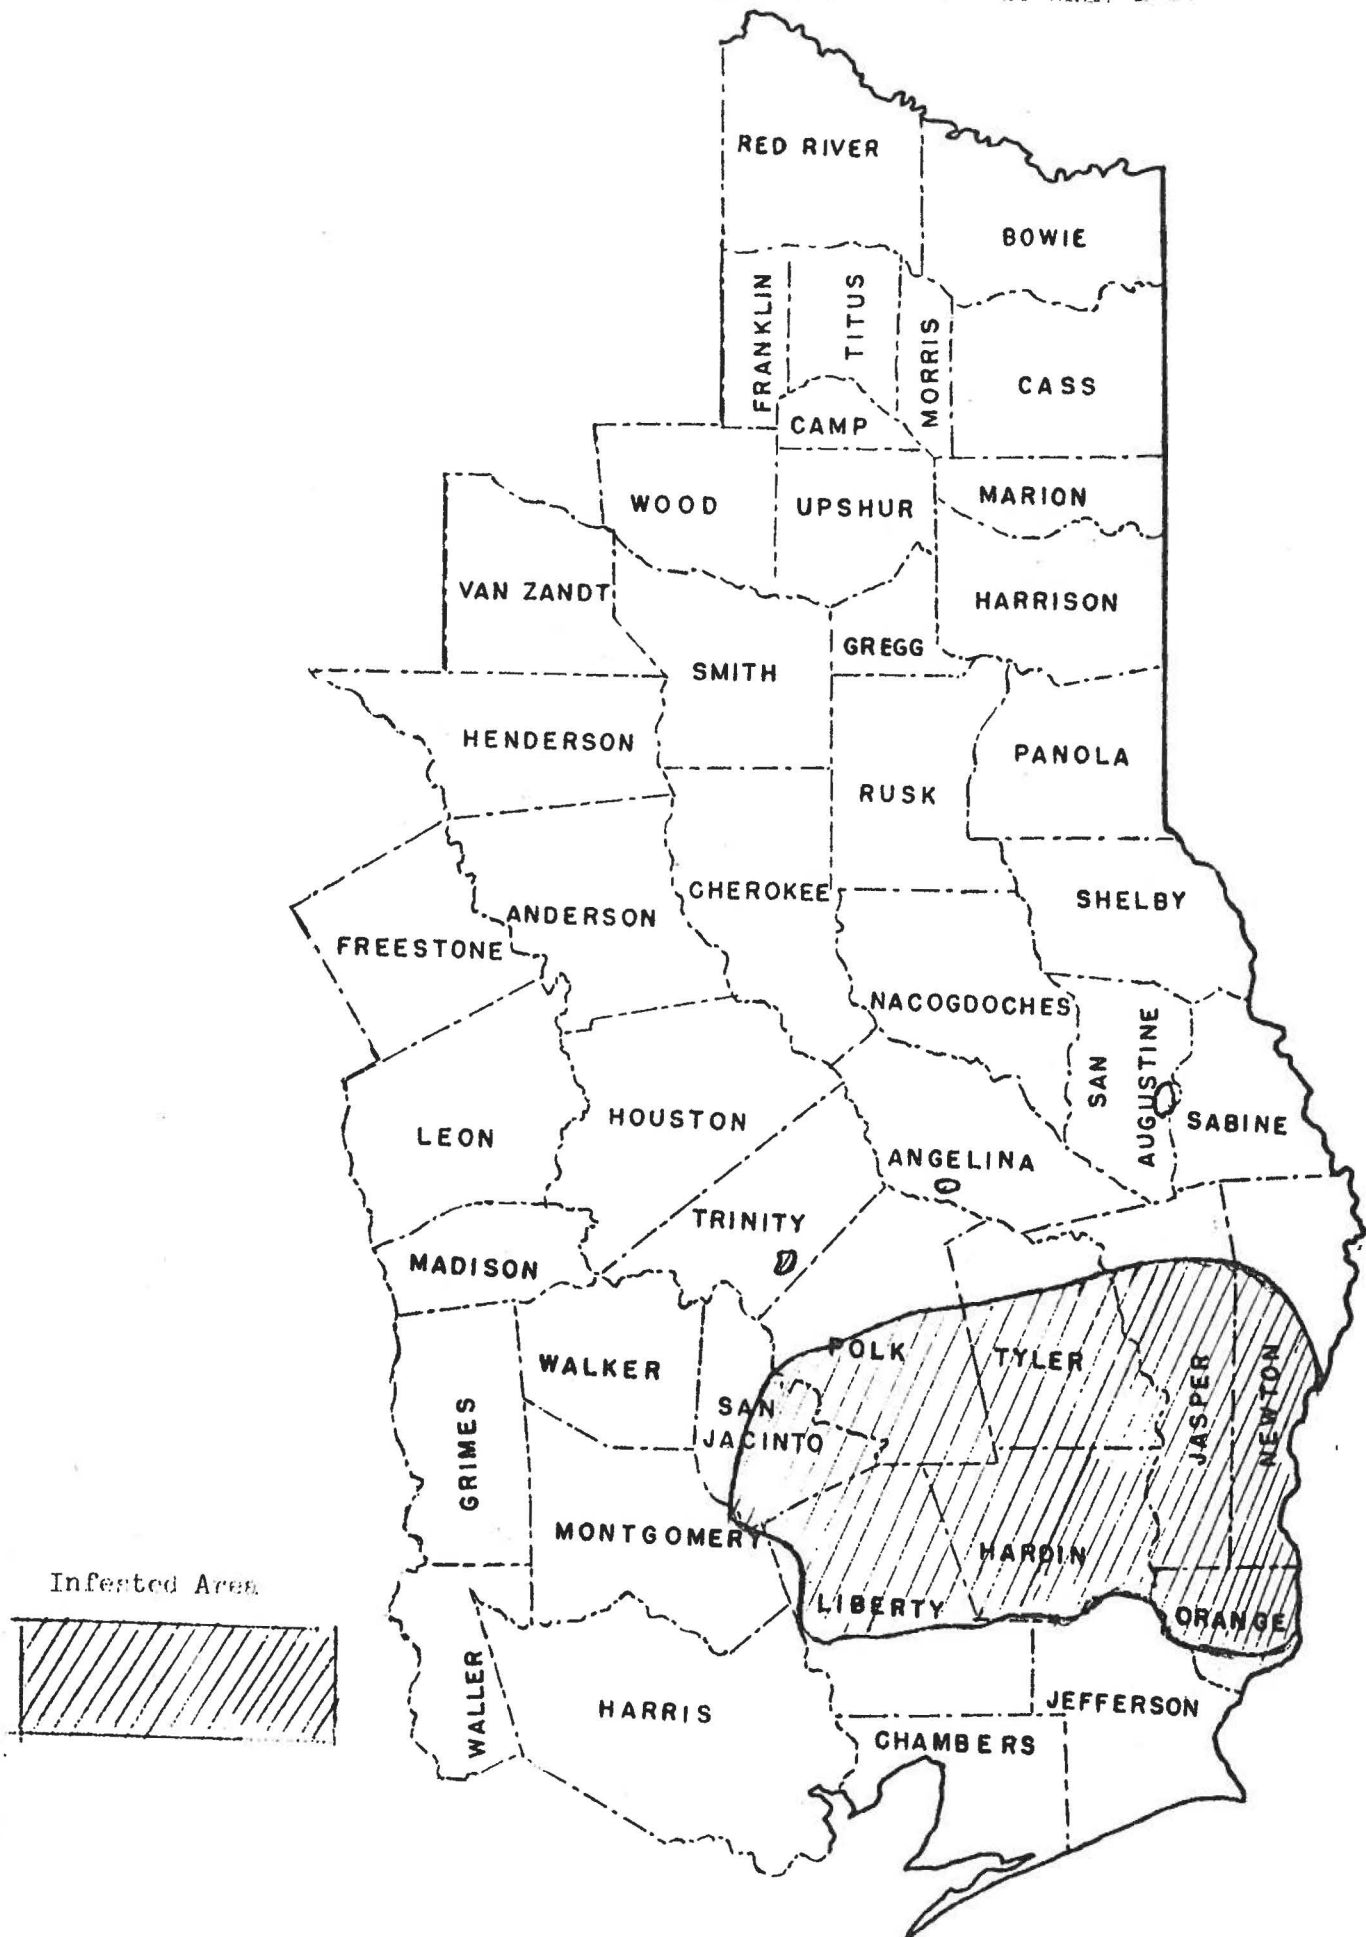 RED RIVER
BOWIE
FRANKLIN
TITUS
MORRIS
CASS
CAMP
WOOD
UPSHUR
MARION
VAN ZANDT
HARRISON
GREGG
SMITH
HENDERSON
PANOLA
RUSK
CHEROKEE
SHELBY
ANDERSON
FREESTONE
NACOGDOCHES
SAN
AUGUSTINE
SABINE
HOUSTON
LEON
ANGELINA
TRINITY
MADISON
POLK
TYLER
WALKER
JASPER
NEWTON
SAN
JACINTO
GRIMES
MONTGOMERY
HARDIN
Infested Area
LIBERTY
ORANGE
WALLER
HARRIS
JEFFERSON
CHAMBERS